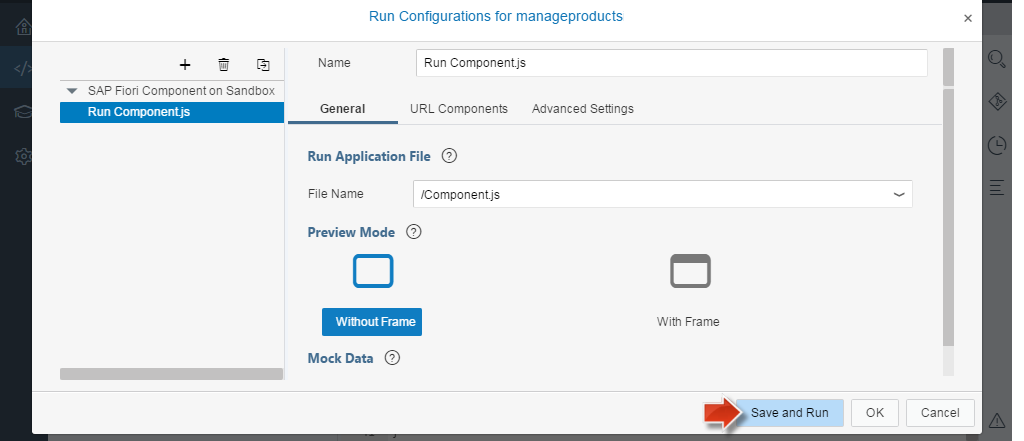 Run Configurations for manageproducts
SAP Fiori Component on Sandbox
Run Component.js
Name
Run Component.js
General
URL Components
Advanced Settings
Run Application File
File Name
/Component.js
Preview Mode
Without Frame
With Frame
Mock Data
Save and Run
OK
Cancel